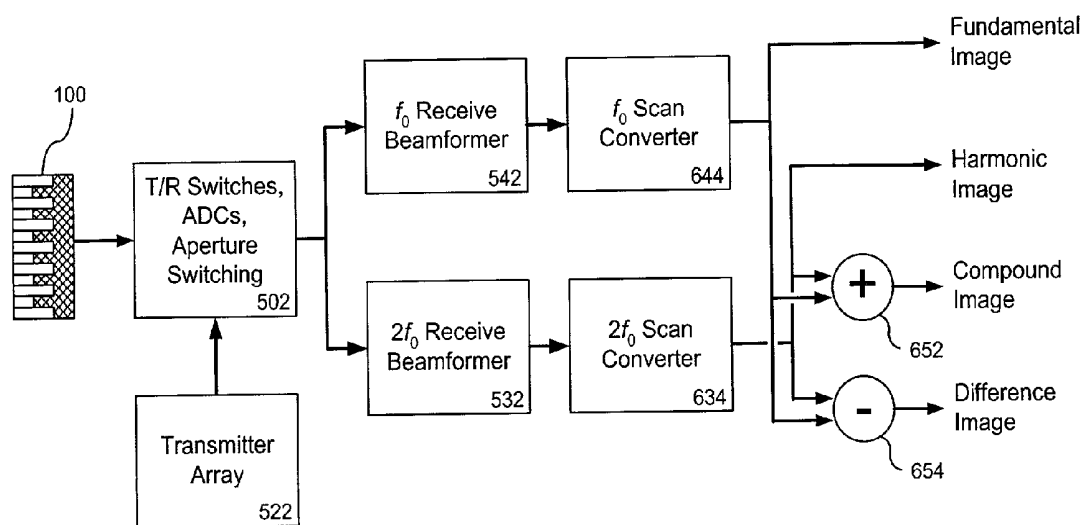 100
T/R Switches,
ADCs,
Aperture
Switching
502
Transmitter
Array
522
f₀ Receive
Beamformer
542
f₀ Scan
Converter
644
2f₀ Receive
Beamformer
532
2f₀ Scan
Converter
634
Fundamental
Image
Harmonic
Image
+
Compound
Image
652
-
Difference
Image
654